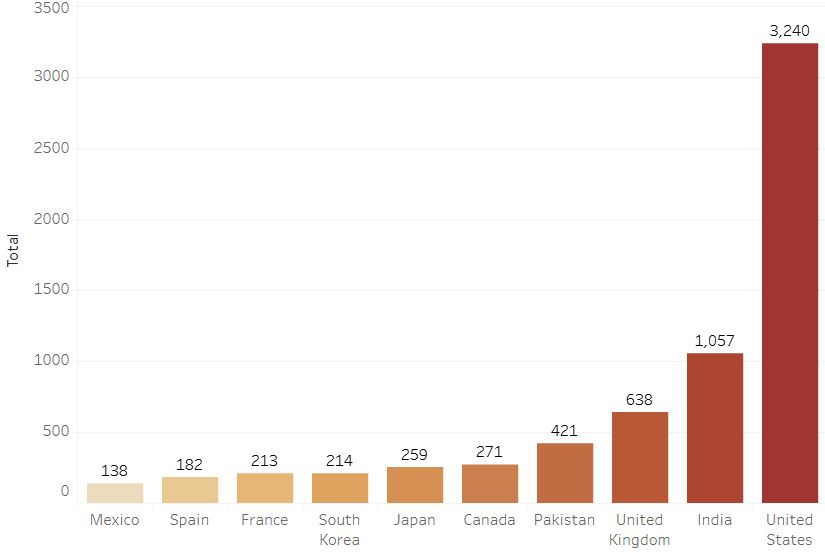 3500
3,240
3000
2500
2000
Total
1500
1,057
1000
638
500
421
138
182
213
214
259
271
0
Mexico
Spain
France
South
Korea
Japan
Canada
Pakistan
United
Kingdom
India
United
States